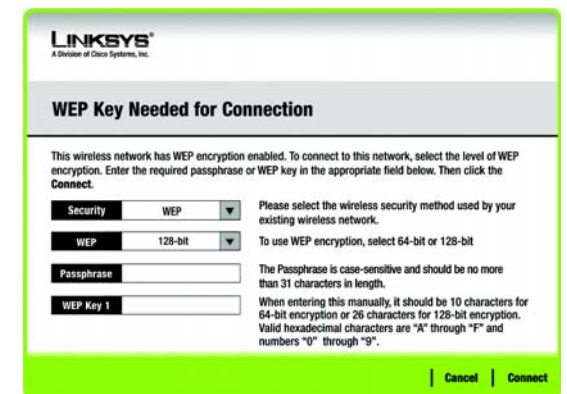 LINKSYS®
A Division of Cisco Systems, Inc.
WEP Key Needed for Connection
This wireless network has WEP encryption enabled. To connect to this network, select the level of WEP
encryption. Enter the required passphrase or WEP key in the appropriate field below. Then click the
Connect.
Security WEP
Please select the wireless security method used by your
existing wireless network.
WEP 128-bit
To use WEP encryption, select 64-bit or 128-bit
Passphrase
The Passphrase is case-sensitive and should be no more
than 31 characters in length.
WEP Key 1
When entering this manually, it should be 10 characters for
64-bit encryption or 26 characters for 128-bit encryption.
Valid hexadecimal characters are "A" through "F" and
numbers "0" through "9".
Cancel Connect